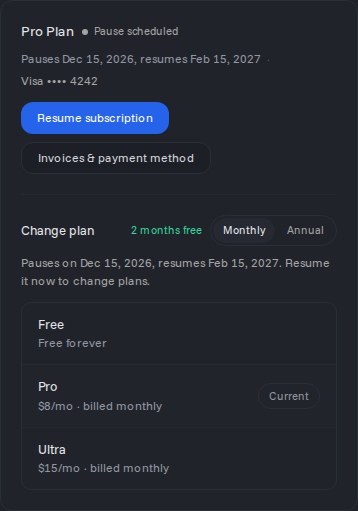 Pro Plan ● Pause scheduled
Pauses Dec 15, 2026, resumes Feb 15, 2027 ·
Visa •••• 4242
Resume subscription
Invoices & payment method
Change plan 2 months free Monthly Annual
Pauses on Dec 15, 2026, resumes Feb 15, 2027. Resume
it now to change plans.
Free
Free forever
Pro
$8/mo · billed monthly Current
Ultra
$15/mo · billed monthly